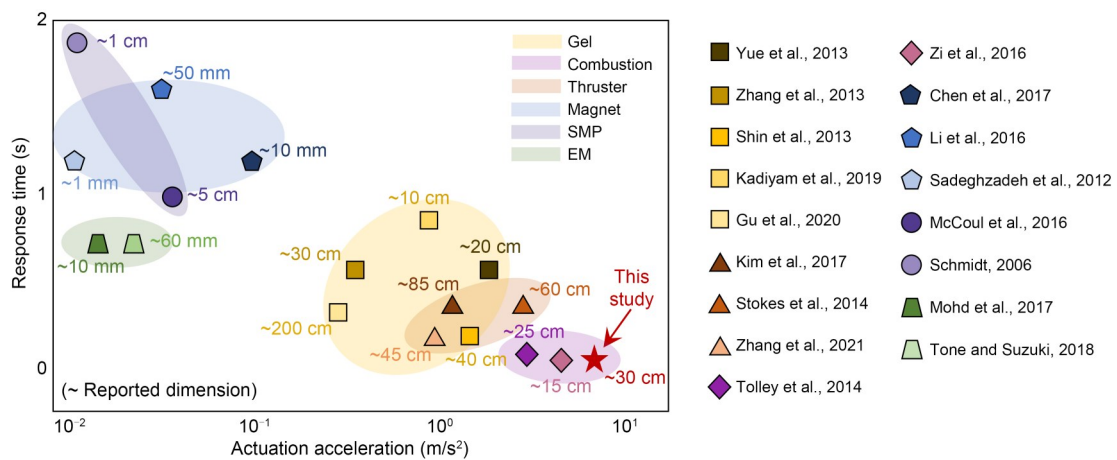 2
1
0
Response time (s)
~1 cm
~50 mm
~1 mm
~10 mm
~5 cm
~10 mm
~60 mm
~10 cm
~20 cm
~30 cm
~85 cm
~60 cm
~200 cm
~25 cm
~45 cm
~40 cm
~15 cm
~30 cm
This
study
(~ Reported dimension)
Gel
Combustion
Thruster
Magnet
SMP
EM
10⁻²
10⁻¹
10⁰
10¹
Actuation acceleration (m/s²)
Yue et al., 2013
Zhang et al., 2013
Shin et al., 2013
Kadiyam et al., 2019
Gu et al., 2020
Kim et al., 2017
Stokes et al., 2014
Zhang et al., 2021
Tolley et al., 2014
Zi et al., 2016
Chen et al., 2017
Li et al., 2016
Sadeghzadeh et al., 2012
McCoul et al., 2016
Schmidt, 2006
Mohd et al., 2017
Tone and Suzuki, 2018